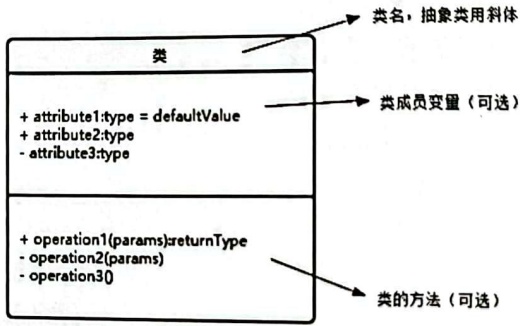 类名，抽象类用斜体
类
+ attribute1:type = defaultValue
+ attribute2:type
- attribute3:type
类成员变量（可选）
+ operation1(params):returnType
- operation2(params)
- operation3()
类的方法（可选）